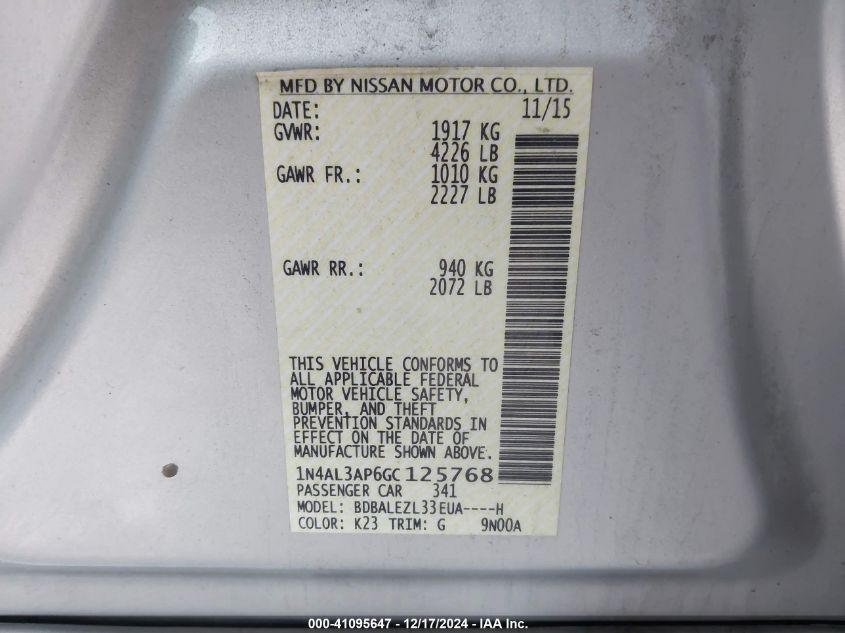 MFD BY NISSAN MOTOR CO., LTD.
DATE: 11/15
GVWR: 1917 KG
4226 LB
GAWR FR.: 1010 KG
2227 LB
GAWR RR.: 940 KG
2072 LB
THIS VEHICLE CONFORMS TO
ALL APPLICABLE FEDERAL
MOTOR VEHICLE SAFETY,
BUMPER, AND THEFT
PREVENTION STANDARDS IN
EFFECT ON THE DATE OF
MANUFACTURE SHOWN ABOVE.
1N4AL3AP6GC125768
PASSENGER CAR 341
MODEL: BDBALEZL33EUA----H
COLOR: K23 TRIM: G 9N00A
000-41095647 - 12/17/2024 - IAA Inc.